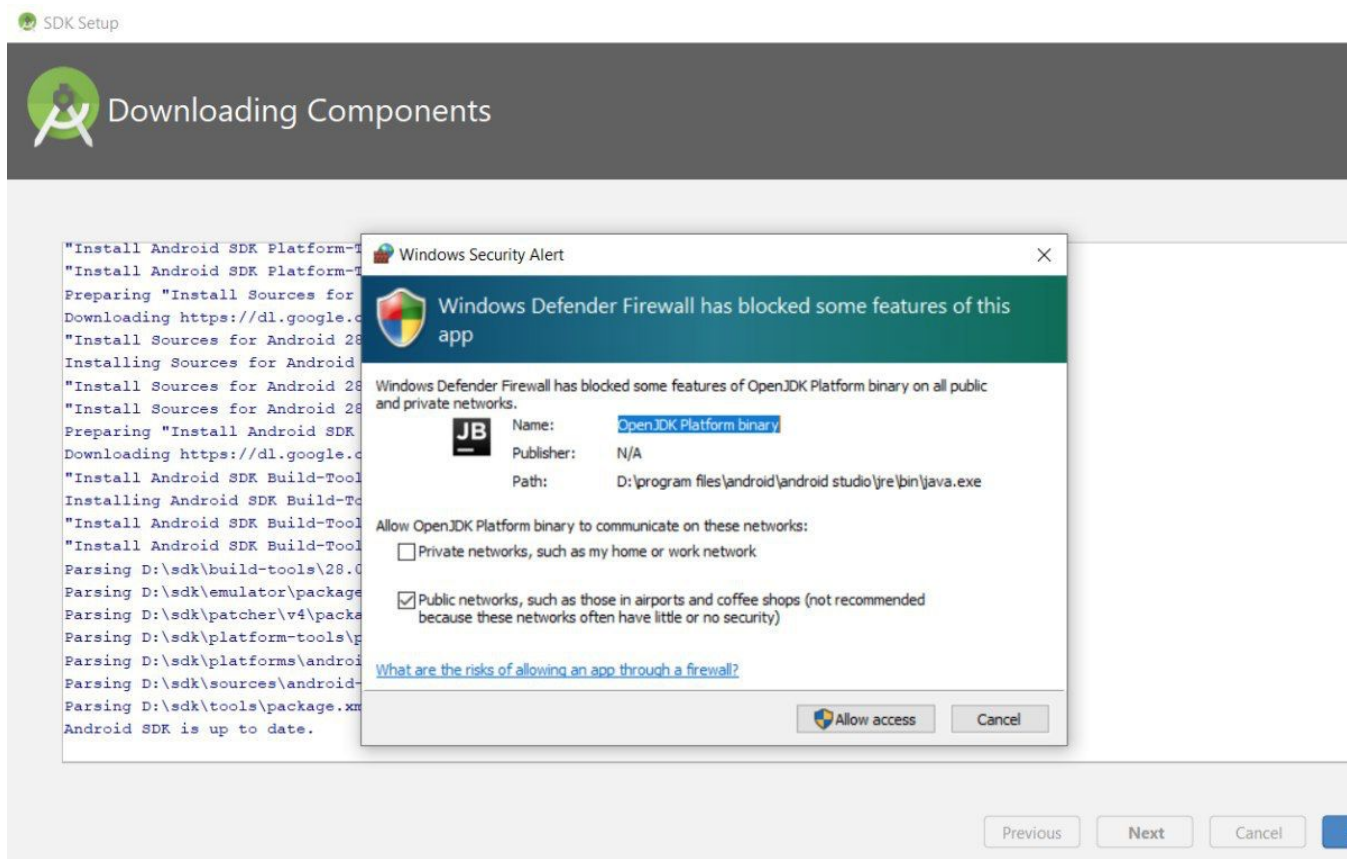 SDK Setup
Downloading Components
"Install Android SDK Platform-T
"Install Android SDK Platform-T
Preparing "Install Sources for
Downloading https://dl.google.c
"Install Sources for Android 28
Installing Sources for Android
"Install Sources for Android 28
"Install Sources for Android 28
Preparing "Install Android SDK
Downloading https://dl.google.c
"Install Android SDK Build-Tool
Installing Android SDK Build-To
"Install Android SDK Build-Tool
"Install Android SDK Build-Tool
Parsing D:\sdk\build-tools\28.0
Parsing D:\sdk\emulator\package
Parsing D:\sdk\patcher\v4\packa
Parsing D:\sdk\platform-tools\p
Parsing D:\sdk\platforms\androi
Parsing D:\sdk\sources\android-
Parsing D:\sdk\tools\package.xm
Android SDK is up to date.
Windows Security Alert
Windows Defender Firewall has blocked some features of this
app
Windows Defender Firewall has blocked some features of OpenJDK Platform binary on all public
and private networks.
JB
Name: OpenJDK Platform binary
Publisher: N/A
Path: D:\program files\android\android studio\jre\bin\java.exe
Allow OpenJDK Platform binary to communicate on these networks:
Private networks, such as my home or work network
Public networks, such as those in airports and coffee shops (not recommended
because these networks often have little or no security)
What are the risks of allowing an app through a firewall?
Allow access Cancel
Previous Next Cancel